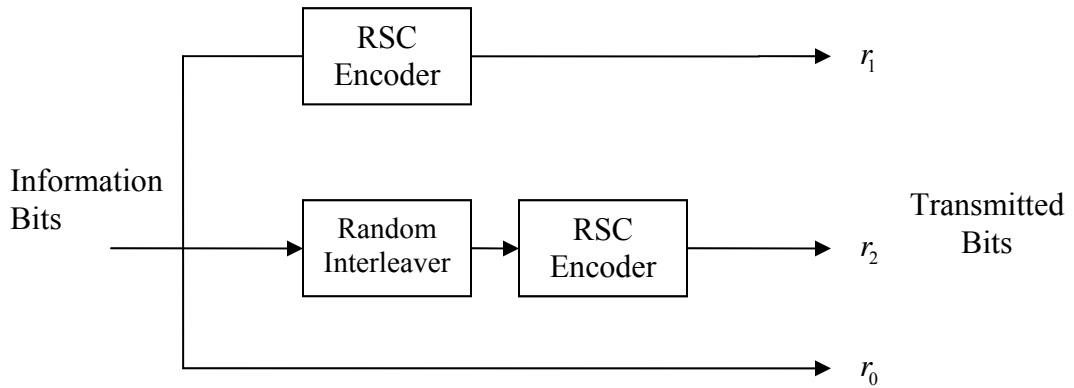 RSC
Encoder
r₁
Information
Bits
Random
Interleaver
RSC
Encoder
r₂
Transmitted
Bits
r₀